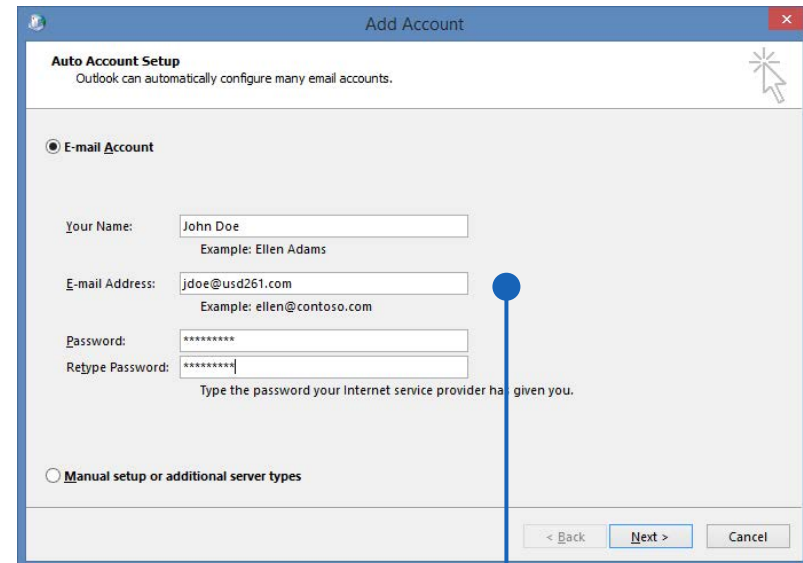 Add Account
Auto Account Setup
Outlook can automatically configure many email accounts.
E-mail Account
Your Name: John Doe
Example: Ellen Adams
E-mail Address: jdoe@usd261.com
Example: ellen@contoso.com
Password: *********
Retype Password: *********
Type the password your Internet service provider has given you.
Manual setup or additional server types
< Back Next > Cancel